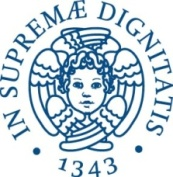 IN SUPREMÆ DIGNITATIS
· 1343 ·